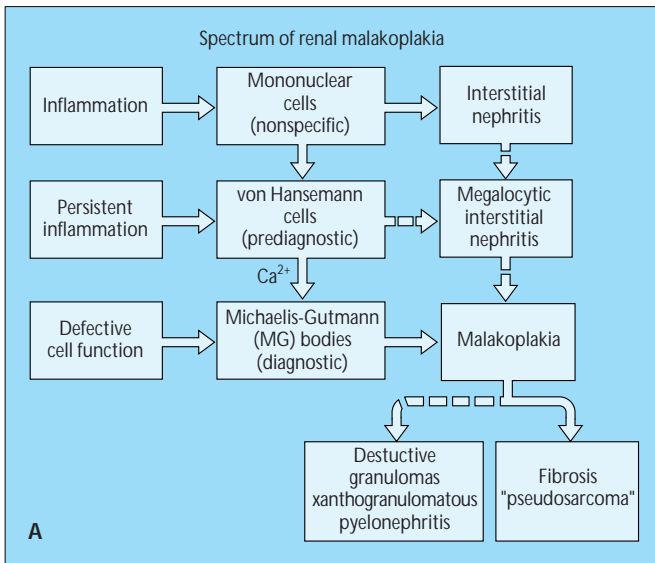 Spectrum of renal malakoplakia
Inflammation
Mononuclear
cells
(nonspecific)
Interstitial
nephritis
Persistent
inflammation
von Hansemann
cells
(prediagnostic)
Megalocytic
interstitial
nephritis
Ca²⁺
Defective
cell function
Michaelis-Gutmann
(MG) bodies
(diagnostic)
Malakoplakia
Destuctive
granulomas
xanthogranulomatous
pyelonephritis
Fibrosis
"pseudosarcoma"
A